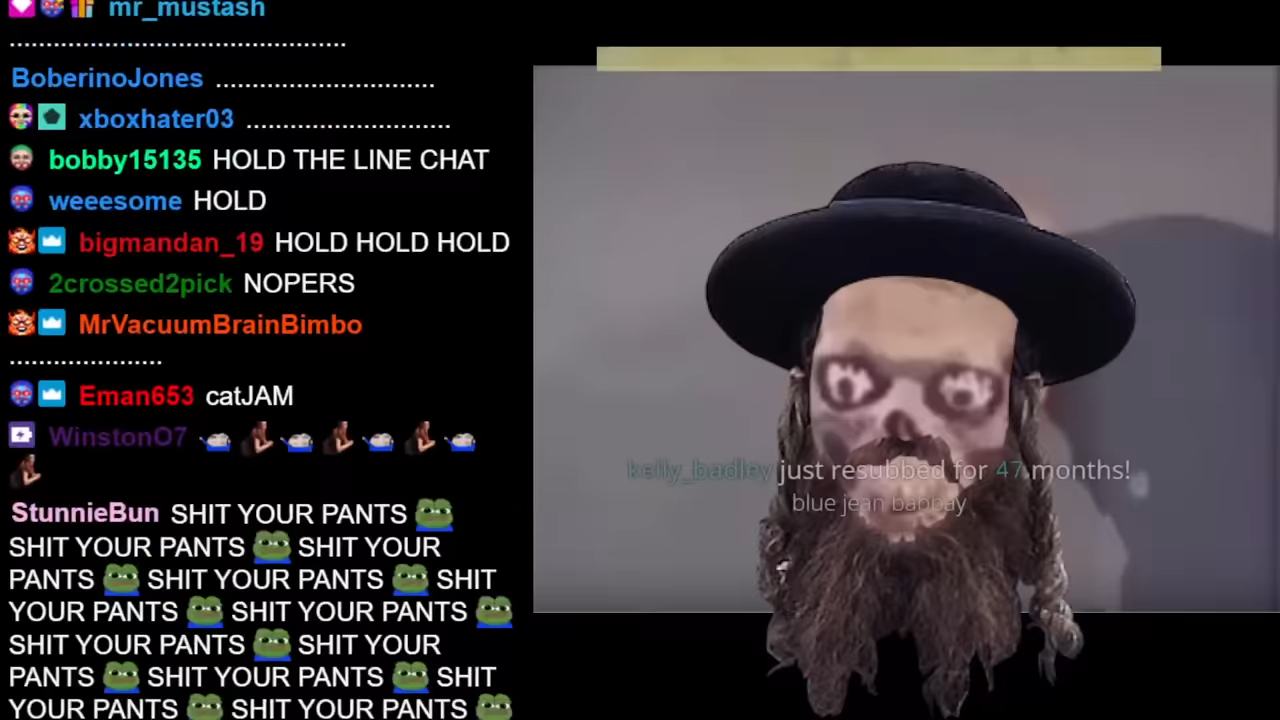 mr_mustash
.............................................
BoberinoJones .............................
xboxhater03 ...........................
bobby15135 HOLD THE LINE CHAT
weeesome HOLD
bigmandan_19 HOLD HOLD HOLD
2crossed2pick NOPERS
MrVacuumBrainBimbo
....................
Eman653 catJAM
WinstonO7
StunnieBun SHIT YOUR PANTS
SHIT YOUR PANTS SHIT YOUR
PANTS SHIT YOUR PANTS SHIT
YOUR PANTS SHIT YOUR PANTS
SHIT YOUR PANTS SHIT YOUR
PANTS SHIT YOUR PANTS SHIT
YOUR PANTS SHIT YOUR PANTS
kelly_badley just resubbed for 47 months!
blue jean babbay